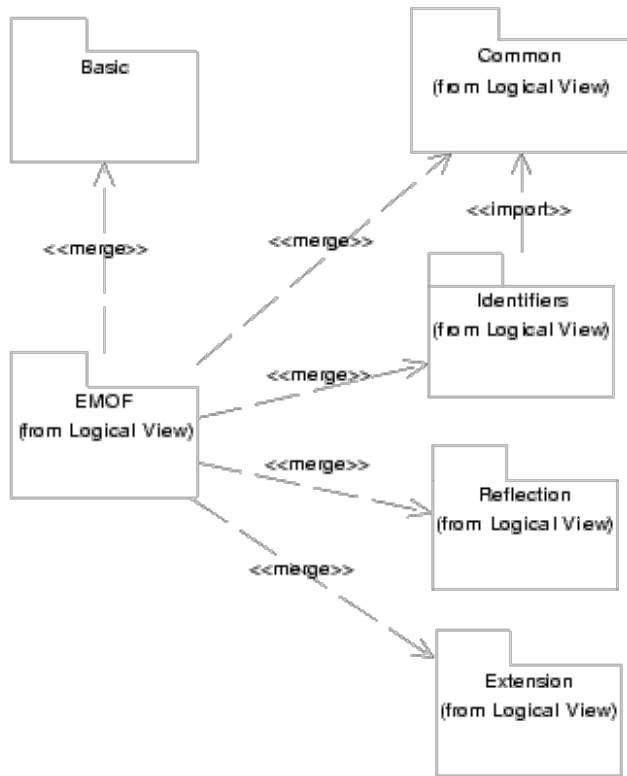 Basic
Common
(from Logical View)
<<merge>>
<<merge>>
<<import>>
Identifiers
(from Logical View)
EMOF
(from Logical View)
<<merge>>
<<merge>>
Reflection
(from Logical View)
<<merge>>
Extension
(from Logical View)